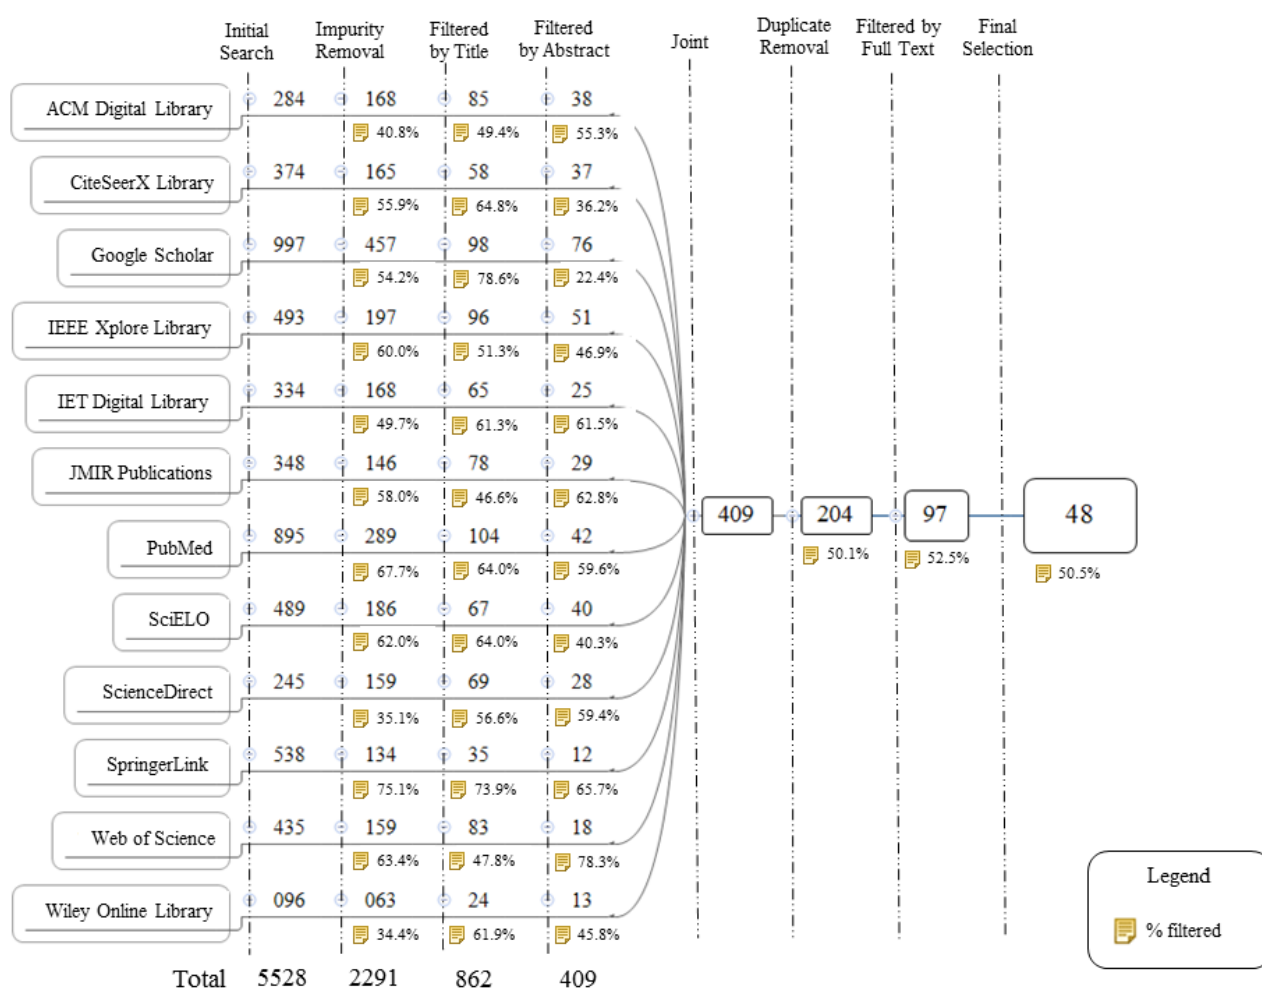 Initial Search
Impurity Removal
Filtered by Title
Filtered by Abstract
Joint
Duplicate Removal
Filtered by Full Text
Final Selection
ACM Digital Library 284 168 85 38
40.8% 49.4% 55.3%
CiteSeerX Library 374 165 58 37
55.9% 64.8% 36.2%
Google Scholar 997 457 98 76
54.2% 78.6% 22.4%
IEEE Xplore Library 493 197 96 51
60.0% 51.3% 46.9%
IET Digital Library 334 168 65 25
49.7% 61.3% 61.5%
JMIR Publications 348 146 78 29
58.0% 46.6% 62.8%
409 204 97 48
50.1% 52.5% 50.5%
PubMed 895 289 104 42
67.7% 64.0% 59.6%
SciELO 489 186 67 40
62.0% 64.0% 40.3%
ScienceDirect 245 159 69 28
35.1% 56.6% 59.4%
SpringerLink 538 134 35 12
75.1% 73.9% 65.7%
Web of Science 435 159 83 18
63.4% 47.8% 78.3%
Wiley Online Library 096 063 24 13
34.4% 61.9% 45.8%
Total 5528 2291 862 409
Legend
% filtered